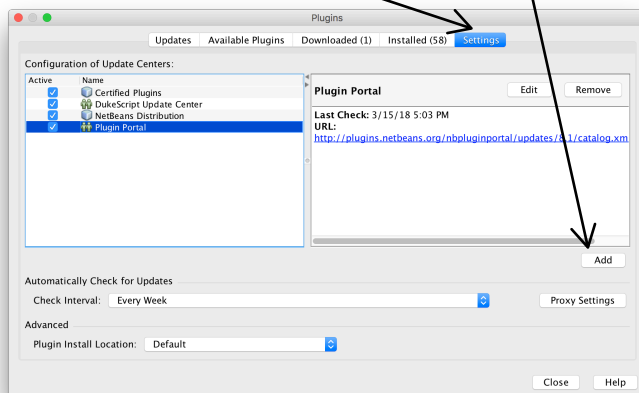 Plugins
Updates Available Plugins Downloaded (1) Installed (58) Settings
Configuration of Update Centers:
Active Name
Certified Plugins
DukeScript Update Center
NetBeans Distribution
Plugin Portal
Plugin Portal Edit Remove
Last Check: 3/15/18 5:03 PM
URL:
http://plugins.netbeans.org/nbpluginportal/updates/8.1/catalog.xm
Add
Automatically Check for Updates
Check Interval: Every Week Proxy Settings
Advanced
Plugin Install Location: Default
Close Help